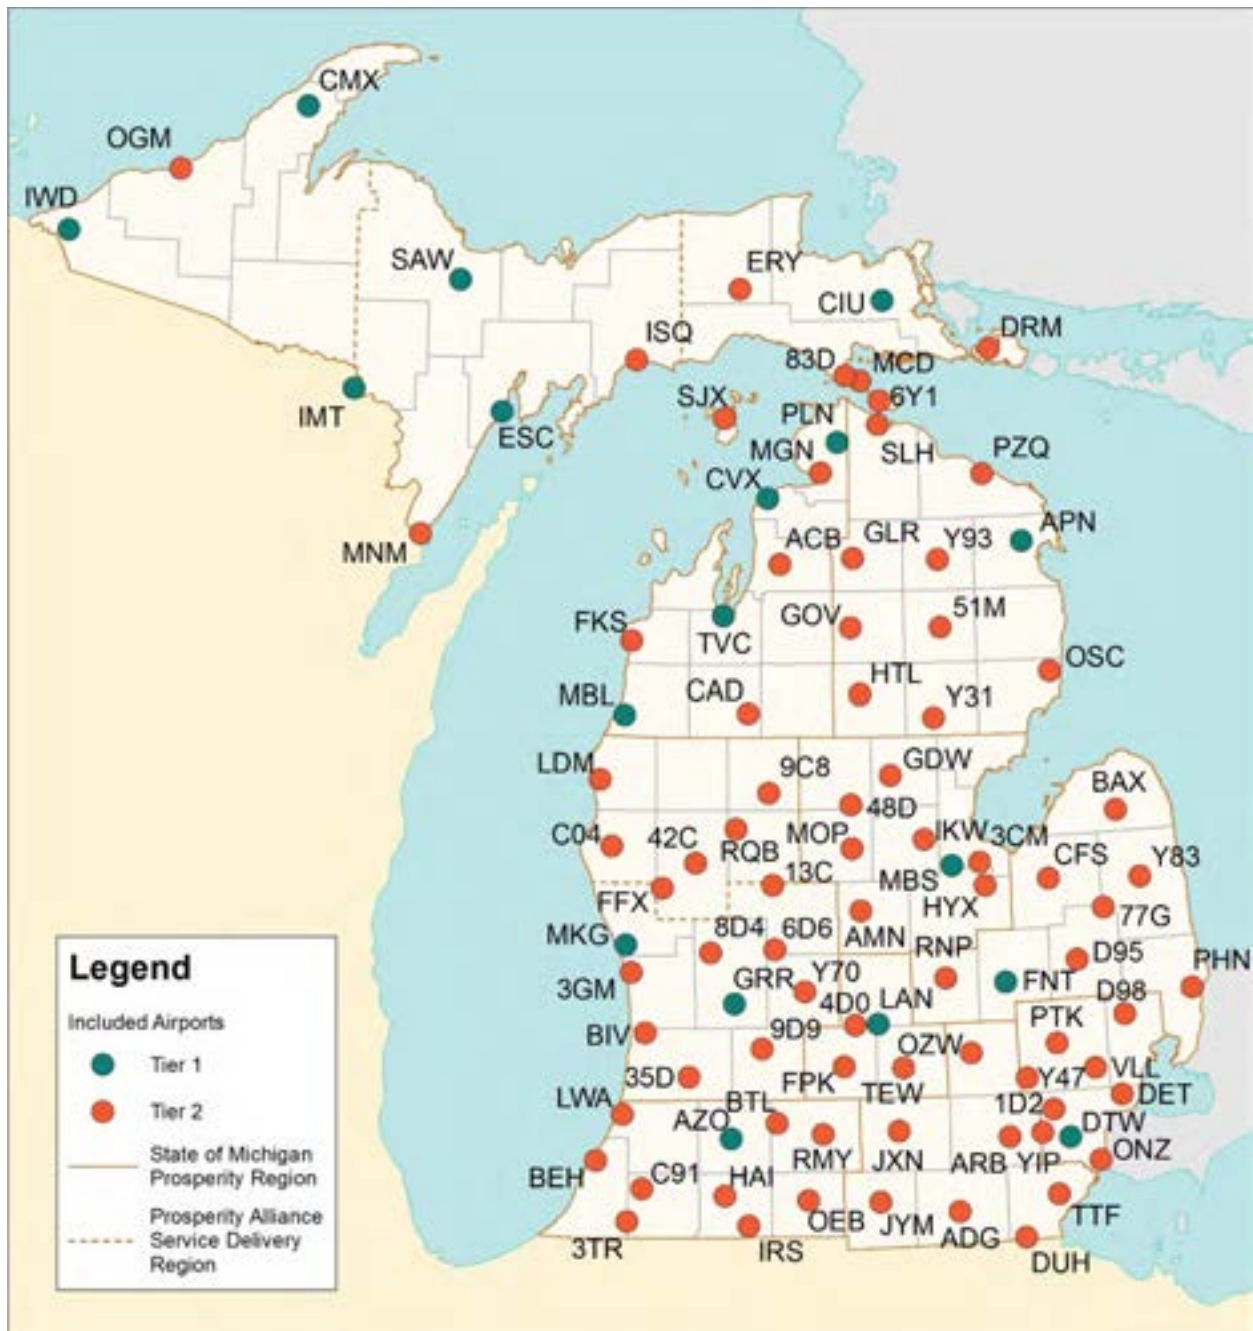 CMX
OGM
IWD
SAW
ERY
CIU
DRM
ISQ
83D
MCD
6Y1
SJX
PLN
IMT
ESC
MGN
SLH
PZQ
CVX
APN
MNM
ACB
GLR
Y93
GOV
51M
FKS
TVC
OSC
HTL
MBL
CAD
Y31
LDM
9C8
GDW
BAX
48D
C04
42C
RQB
MOP
IKW
3CM
CFS
Y83
13C
MBS
FFX
HYX
77G
AMN
8D4
6D6
MKG
RNP
D95
PHN
3GM
GRR
Y70
FNT
4D0
LAN
D98
PTK
BIV
9D9
OZW
35D
FPK
TEW
Y47
VLL
DET
LWA
BTL
1D2
AZO
DTW
RMY
JXN
ARB
YIP
ONZ
BEH
C91
HAI
OEB
JYM
ADG
TTF
3TR
IRS
DUH
Legend
Included Airports
Tier 1
Tier 2
State of Michigan
Prosperity Region
Prosperity Alliance
Service Delivery
Region